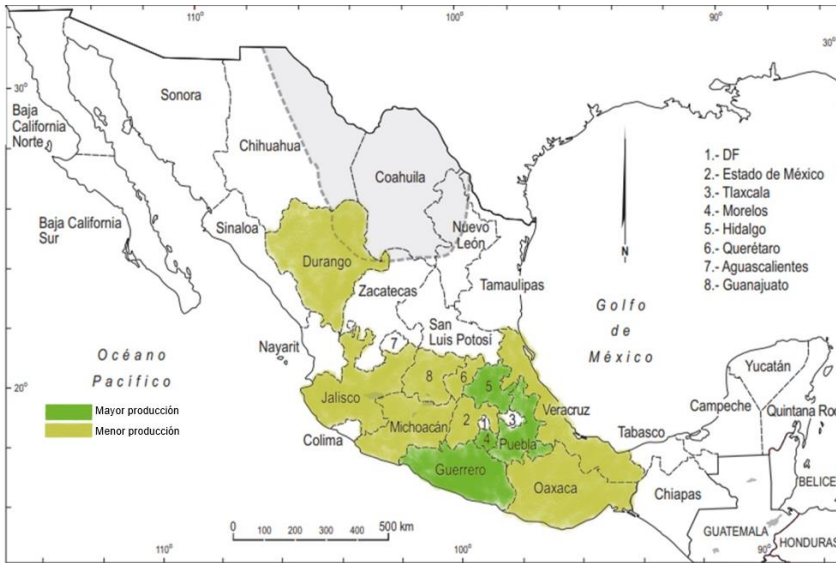 110°
100°
90°
30°
30°
Sonora
Baja
California
Norte
Chihuahua
Coahuila
1.- DF
2.- Estado de México
3.- Tlaxcala
4.- Morelos
5.- Hidalgo
6.- Querétaro
7.- Aguascalientes
8.- Guanajuato
Baja California
Sur
Sinaloa
Nuevo
León
N
Durango
Zacatecas
Tamaulipas
Golfo
de
México
San
Luis Potosí
Nayarit
7
Océano
Pacífico
Yucatán
20°
8
6
5
Jalisco
Campeche
Quintana Roo
Mayor producción
Menor producción
Veracruz
Michoacán
2
1
3
4
Puebla
Colima
Tabasco
Guerrero
BELICE
Oaxaca
Chiapas
0 100 200 300 400 500 km
GUATEMALA
HONDURAS
110°
100°
90°